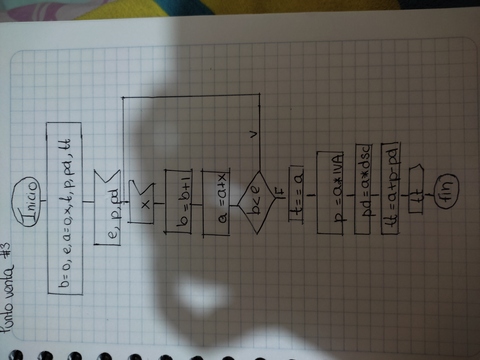 Punto venta #3
Inicio
b=0, e, a=0, x, t, p, pd, tt
e, p, pd
x
b=b+1
a=a+x
b<e
v
F
t==a
p=a*IVA
pd=a*dsc
tt=a+p-pd
tt
fin